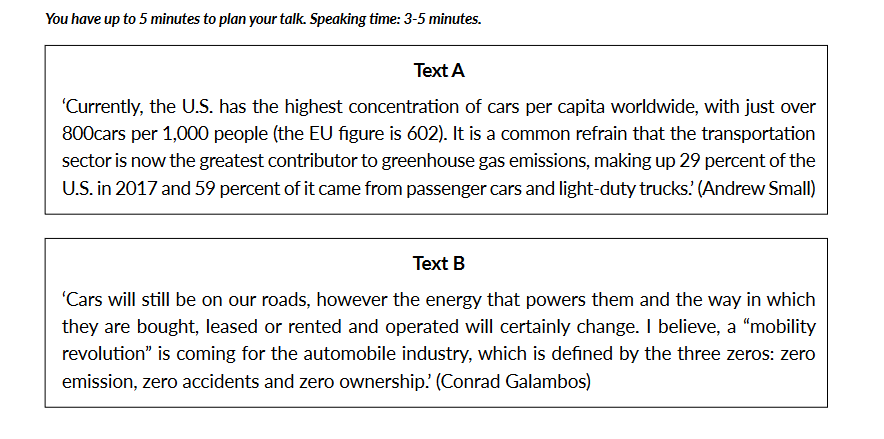 You have up to 5 minutes to plan your talk. Speaking time: 3-5 minutes.
Text A
‘Currently, the U.S. has the highest concentration of cars per capita worldwide, with just over
800cars per 1,000 people (the EU figure is 602). It is a common refrain that the transportation
sector is now the greatest contributor to greenhouse gas emissions, making up 29 percent of the
U.S. in 2017 and 59 percent of it came from passenger cars and light-duty trucks.’ (Andrew Small)
Text B
‘Cars will still be on our roads, however the energy that powers them and the way in which
they are bought, leased or rented and operated will certainly change. I believe, a “mobility
revolution” is coming for the automobile industry, which is defined by the three zeros: zero
emission, zero accidents and zero ownership.’ (Conrad Galambos)